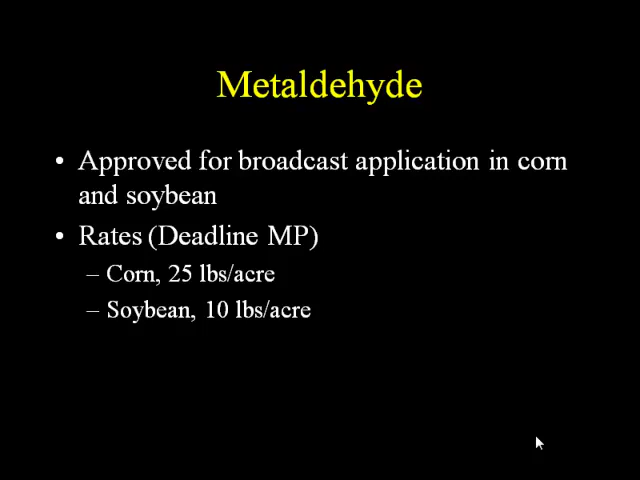 Metaldehyde
• Approved for broadcast application in corn
and soybean
• Rates (Deadline MP)
– Corn, 25 lbs/acre
– Soybean, 10 lbs/acre